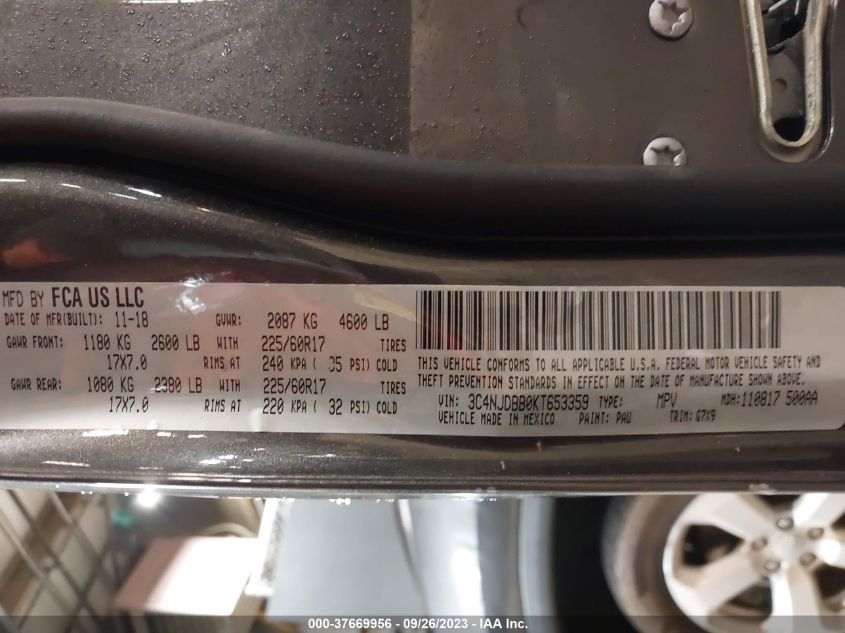 MFD BY FCA US LLC
DATE OF MFR(BUILT): 11-18 GVWR: 2087 KG 4600 LB
GAWR FRONT: 1180 KG 2600 LB WITH 225/60R17 TIRES
17X7.0 RIMS AT 240 KPA ( 35 PSI) COLD
GAWR REAR: 1080 KG 2380 LB WITH 225/60R17 TIRES
17X7.0 RIMS AT 220 KPA ( 32 PSI) COLD
THIS VEHICLE CONFORMS TO ALL APPLICABLE U.S.A. FEDERAL MOTOR VEHICLE SAFETY AND
THEFT PREVENTION STANDARDS IN EFFECT ON THE DATE OF MANUFACTURE SHOWN ABOVE.
VIN: 3C4NJDBB0KT653359 TYPE: MPV MDH: 110817 500AA
VEHICLE MADE IN MEXICO PAINT: PAU TRIM: G7X9
000-37669956 - 09/26/2023 - IAA Inc.